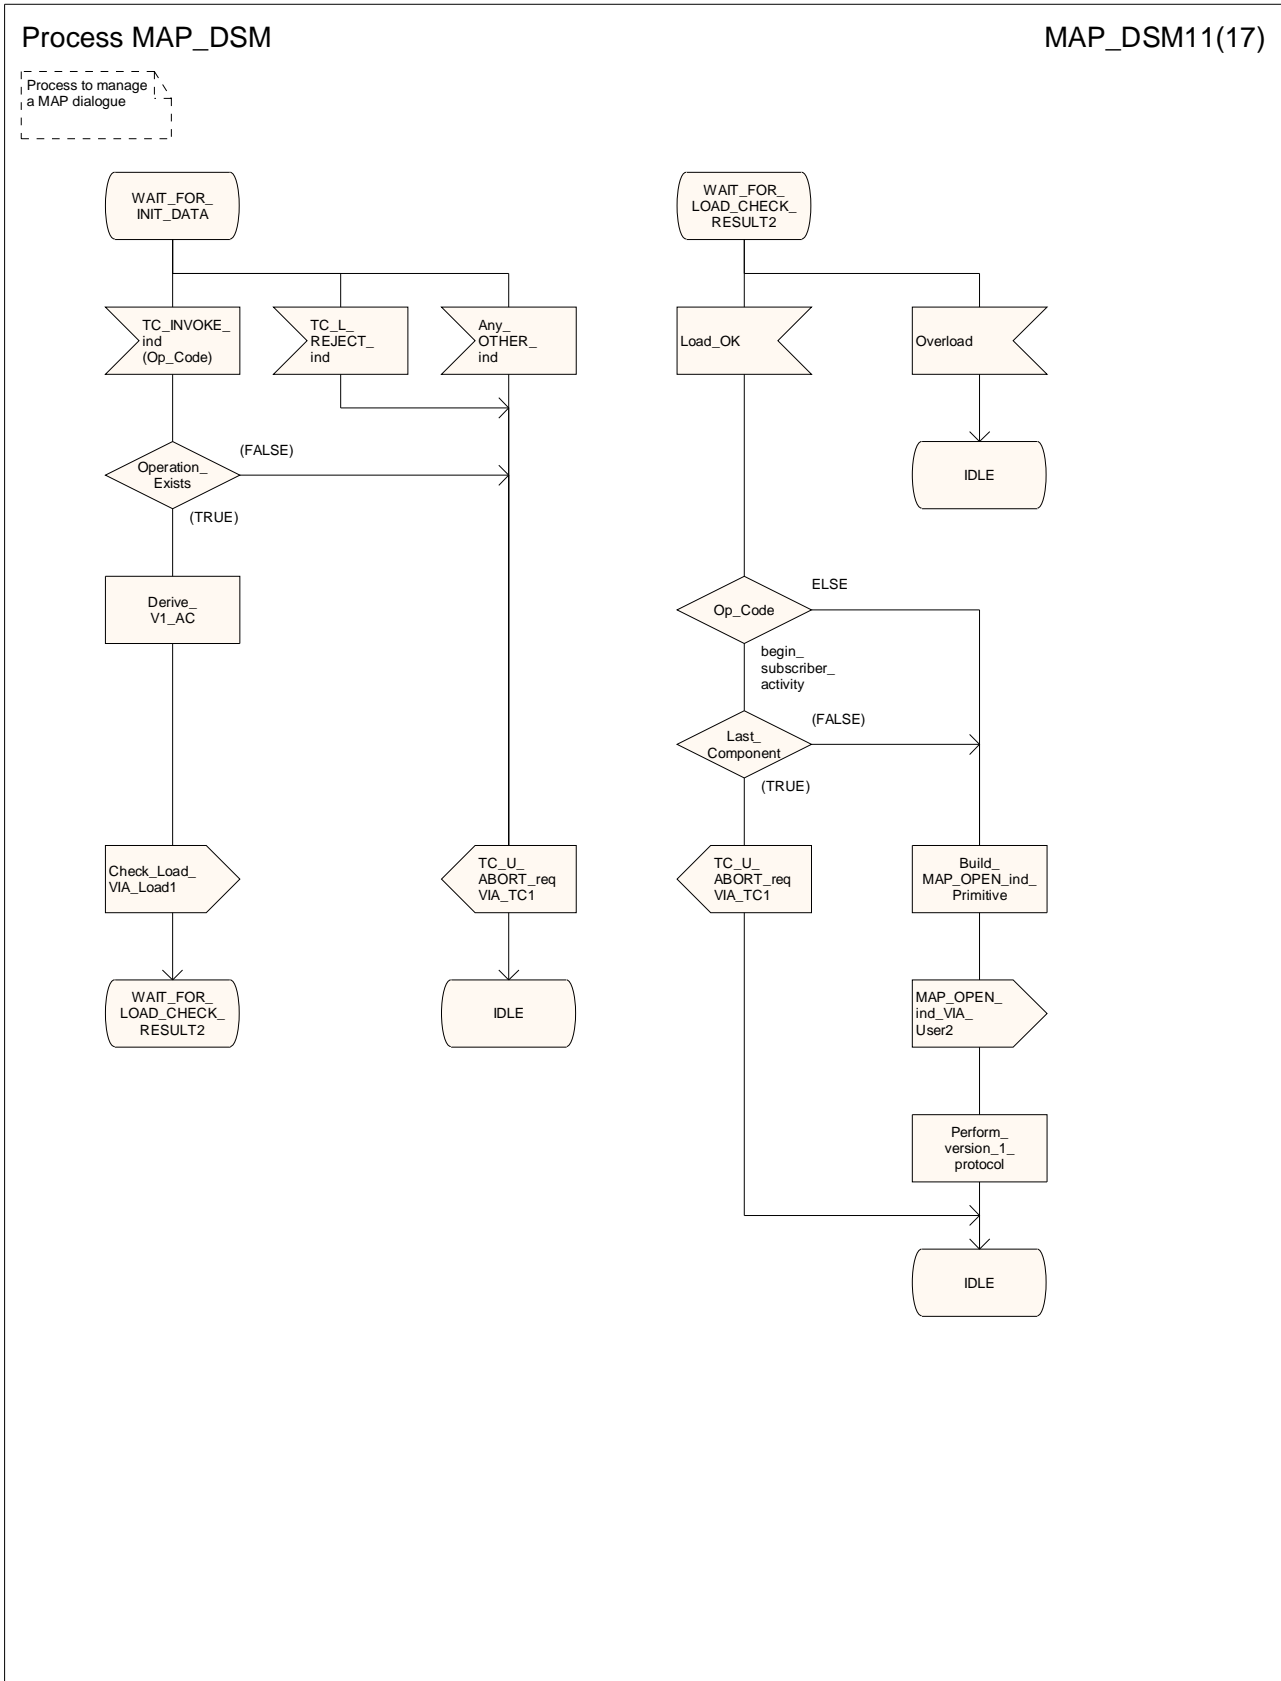 Process MAP_DSM
MAP_DSM11(17)
Process to manage
a MAP dialogue
WAIT_FOR_
INIT_DATA
TC_INVOKE_
ind
(Op_Code)
TC_L_
REJECT_
ind
Any_
OTHER_
ind
Operation_
Exists
(FALSE)
(TRUE)
Derive_
V1_AC
Check_Load_
VIA_Load1
TC_U_
ABORT_req
VIA_TC1
WAIT_FOR_
LOAD_CHECK_
RESULT2
IDLE
WAIT_FOR_
LOAD_CHECK_
RESULT2
Load_OK
Overload
IDLE
Op_Code
ELSE
begin_
subscriber_
activity
Last_
Component
(FALSE)
(TRUE)
TC_U_
ABORT_req
VIA_TC1
Build_
MAP_OPEN_ind_
Primitive
MAP_OPEN_
ind_VIA_
User2
Perform_
version_1_
protocol
IDLE